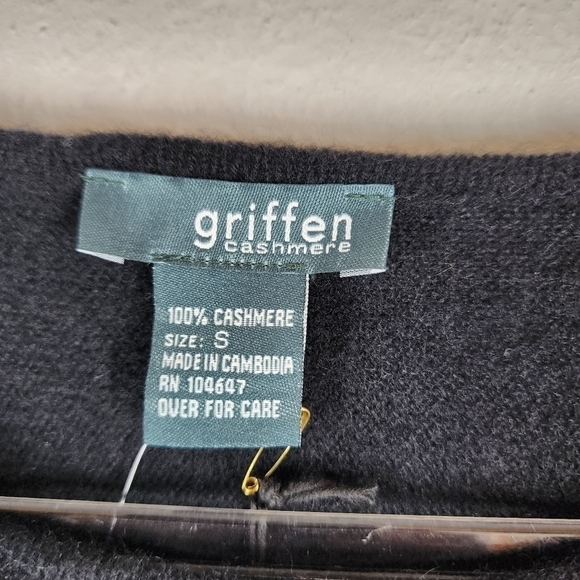 griffen
cashmere
100% CASHMERE
SIZE: S
MADE IN CAMBODIA
RN 104647
OVER FOR CARE